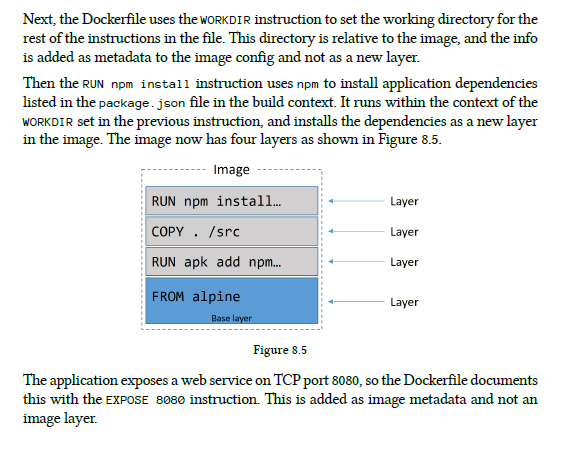 Next, the Dockerfile uses the WORKDIR instruction to set the working directory for the
rest of the instructions in the file. This directory is relative to the image, and the info
is added as metadata to the image config and not as a new layer.
Then the RUN npm install instruction uses npm to install application dependencies
listed in the package.json file in the build context. It runs within the context of the
WORKDIR set in the previous instruction, and installs the dependencies as a new layer
in the image. The image now has four layers as shown in Figure 8.5.
Image
RUN npm install…
Layer
COPY . /src
Layer
RUN apk add npm…
Layer
FROM alpine
Layer
Base layer
Figure 8.5
The application exposes a web service on TCP port 8080, so the Dockerfile documents
this with the EXPOSE 8080 instruction. This is added as image metadata and not an
image layer.